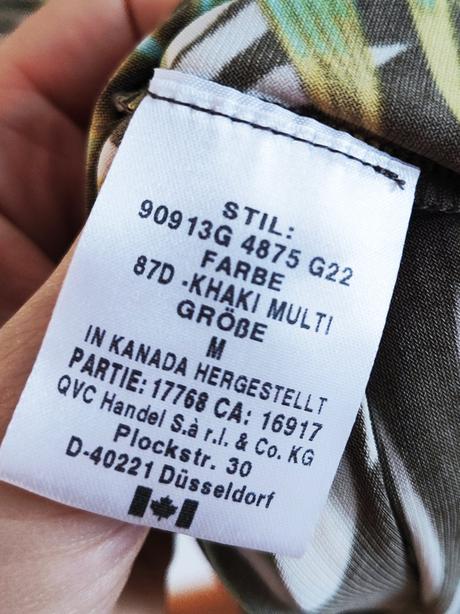 STIL:
90913G 4875 G22
FARBE
87D -KHAKI MULTI
GRÖßE
M
IN KANADA HERGESTELLT
PARTIE: 17768 CA: 16917
QVC Handel S.à r.l. & Co. KG
Plockstr. 30
D-40221 Düsseldorf